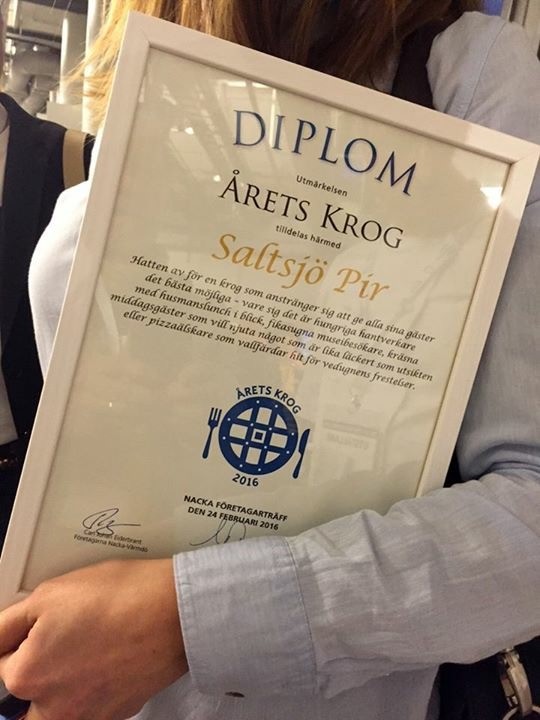 DIPLOM
Utmärkelsen
ÅRETS KROG
tilldelas härmed
Saltsjö Pir
Hatten av för en krog som anstränger sig att ge alla sina gäster
det bästa möjliga – vare sig det är hungriga hantverkare
med husmanslunch i blick, fikasugna museibesökare, kräsna
middagsgäster som vill njuta något som är lika läckert som utsikten
eller pizzaälskare som vallfärdar hit för vedugnens frestelser.
ÅRETS KROG
2016
NACKA FÖRETAGARTRÄFF
DEN 24 FEBRUARI 2016
Carl Johan Elderbrant
Företagarna Nacka-Värmdö